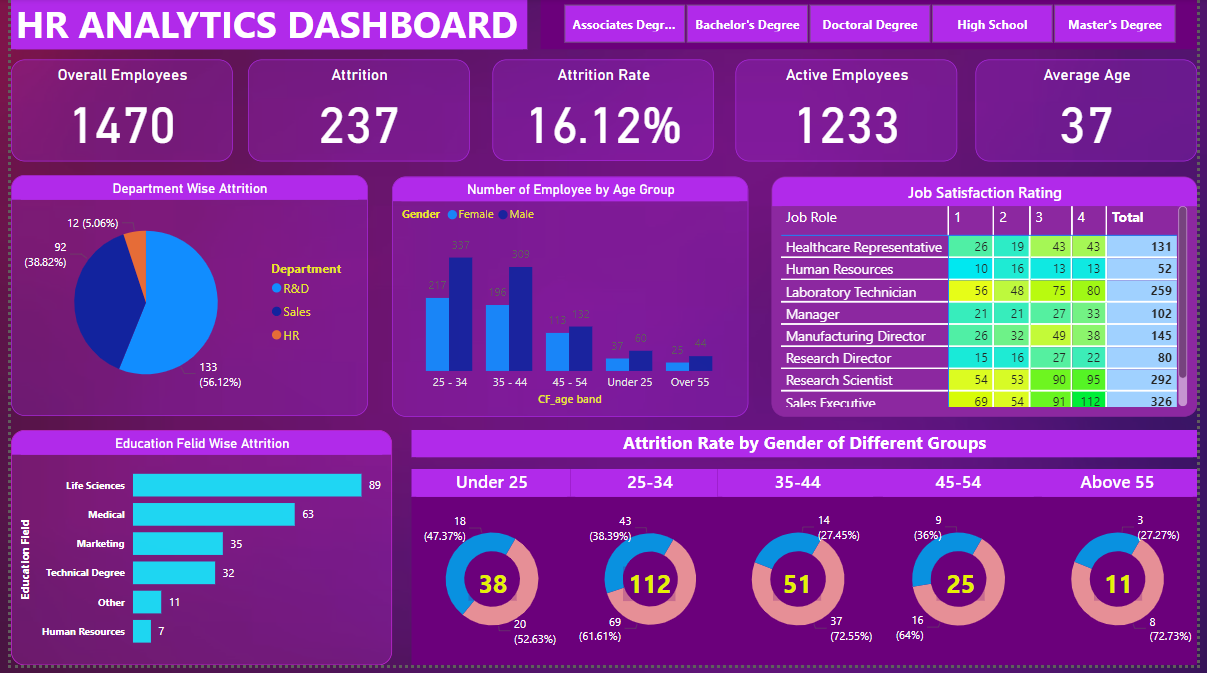 HR ANALYTICS DASHBOARD
Associates Degr... Bachelor's Degree Doctoral Degree High School Master's Degree
Overall Employees
1470
Attrition
237
Attrition Rate
16.12%
Active Employees
1233
Average Age
37
Department Wise Attrition
12 (5.06%)
92
(38.82%)
133
(56.12%)
Department
R&D
Sales
HR
Number of Employee by Age Group
Gender Female Male
217 337 196 309 113 132 37 60 25 44
25 - 34 35 - 44 45 - 54 Under 25 Over 55
CF_age band
Job Satisfaction Rating
Job Role 1 2 3 4 Total
Healthcare Representative 26 19 43 43 131
Human Resources 10 16 13 13 52
Laboratory Technician 56 48 75 80 259
Manager 21 21 27 33 102
Manufacturing Director 26 32 49 38 145
Research Director 15 16 27 22 80
Research Scientist 54 53 90 95 292
Sales Executive 69 54 91 112 326
Education Felid Wise Attrition
Education Field
Life Sciences 89
Medical 63
Marketing 35
Technical Degree 32
Other 11
Human Resources 7
Attrition Rate by Gender of Different Groups
Under 25 25-34 35-44 45-54 Above 55
18
(47.37%)
38
20
(52.63%)
43
(38.39%)
112
69
(61.61%)
14
(27.45%)
51
37
(72.55%)
9
(36%)
25
16
(64%)
3
(27.27%)
11
8
(72.73%)